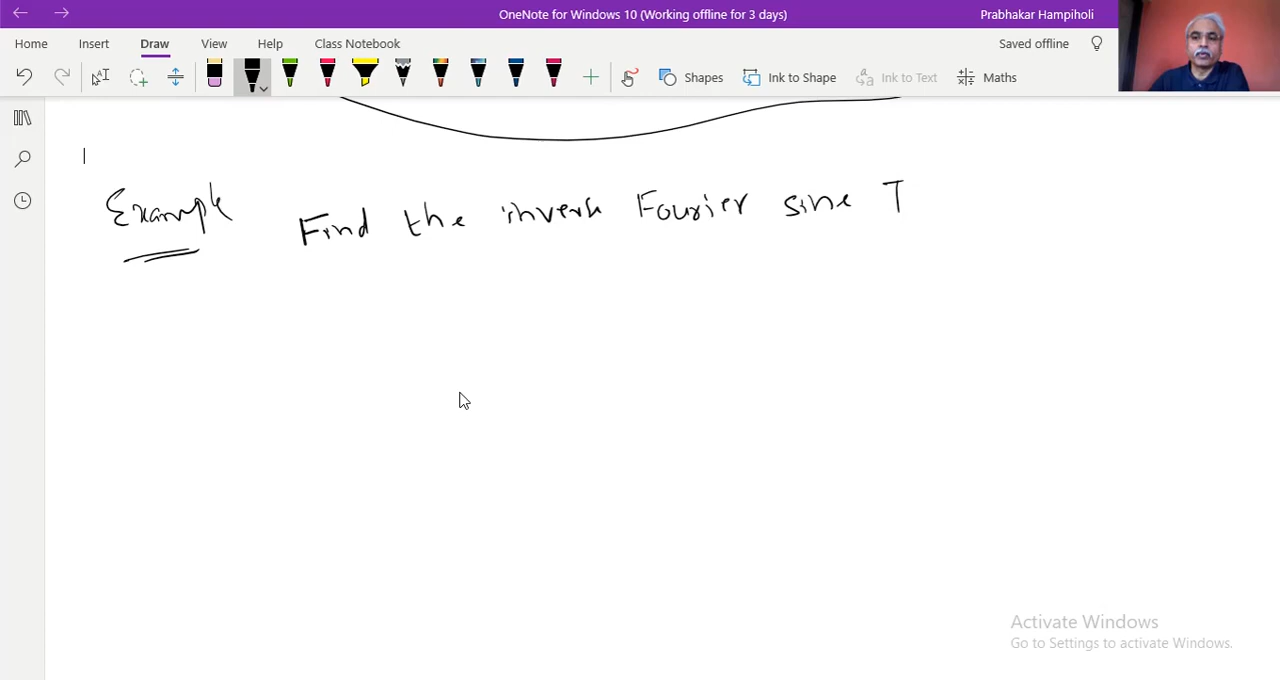 OneNote for Windows 10 (Working offline for 3 days)
Prabhakar Hampiholi
Home Insert Draw View Help Class Notebook Saved offline
Shapes Ink to Shape Ink to Text Maths
Example Find the inverse Fourier sine T
Activate Windows
Go to Settings to activate Windows.